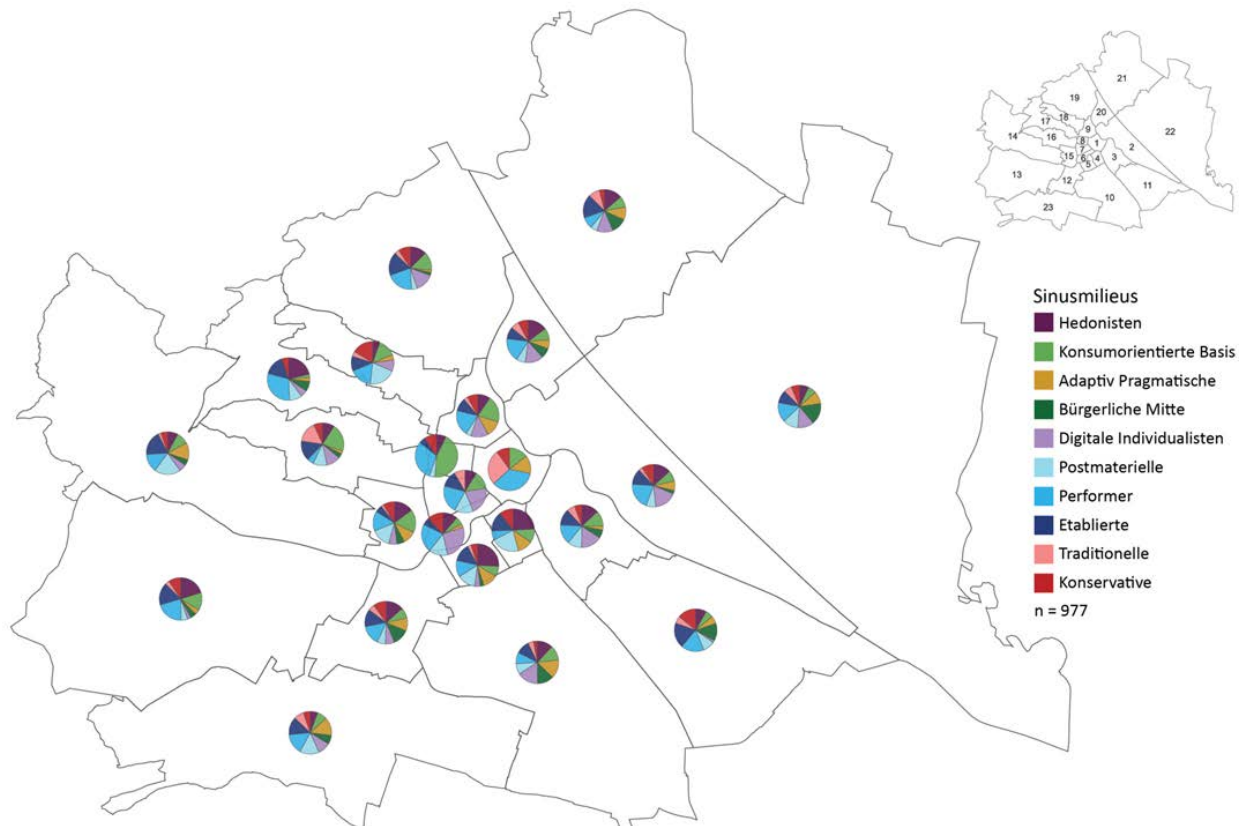 21
19
20
18
17
9
22
14
16
8
1
2
7
15
6
4
3
5
13
12
11
10
23
Sinusmilieus
Hedonisten
Konsumorientierte Basis
Adaptiv Pragmatische
Bürgerliche Mitte
Digitale Individualisten
Postmaterielle
Performer
Etablierte
Traditionelle
Konservative
n = 977